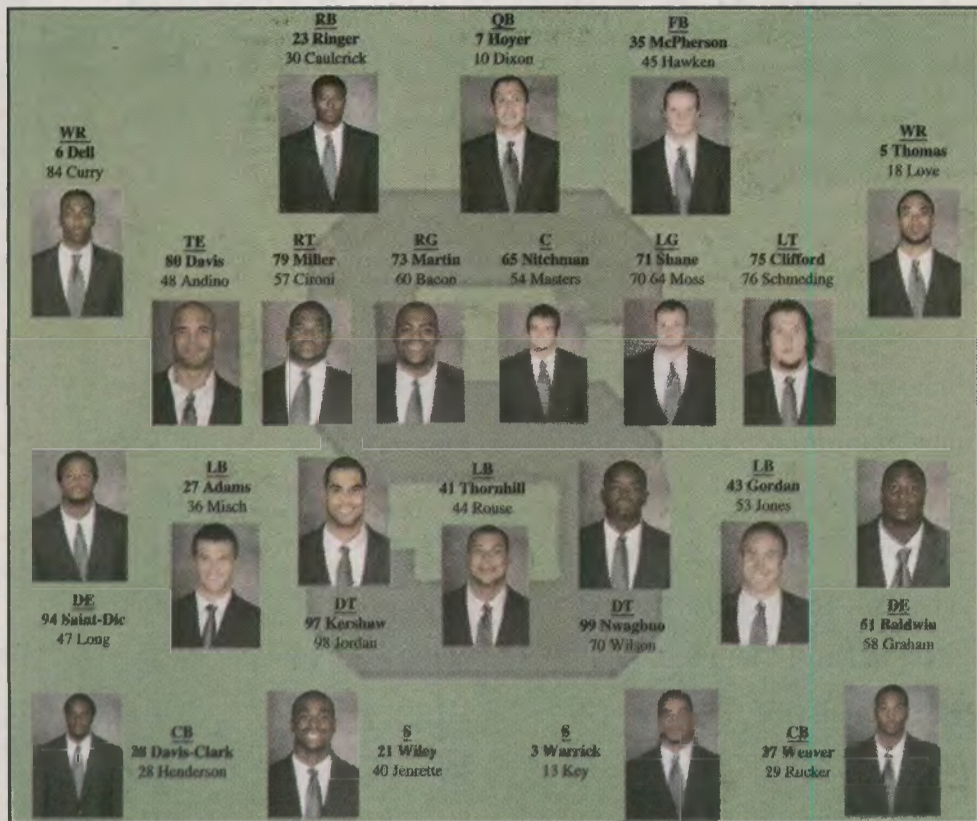 RB
23 Ringer
30 Caulcrick
QB
7 Hoyer
10 Dixon
FB
35 McPherson
45 Hawken
WR
6 Dell
84 Curry
WR
5 Thomas
18 Love
TE
80 Davis
48 Andino
RT
79 Miller
57 Cironi
RG
73 Martin
60 Bacon
C
65 Nitchman
54 Masters
LG
71 Shane
70 64 Moss
LT
75 Clifford
76 Schmeding
LB
27 Adams
36 Misch
LB
41 Thornhill
44 Rouse
LB
43 Gordan
53 Jones
DE
94 Saint-Dic
47 Long
DT
97 Kershaw
98 Jordan
DT
99 Nwagbuo
70 Wilson
DE
61 Baldwin
58 Graham
CB
Davis-Clark
28 Henderson
S
21 Wiley
40 Jenrette
S
3 Warrick
13 Key
CB
Weaver
29 Rucker